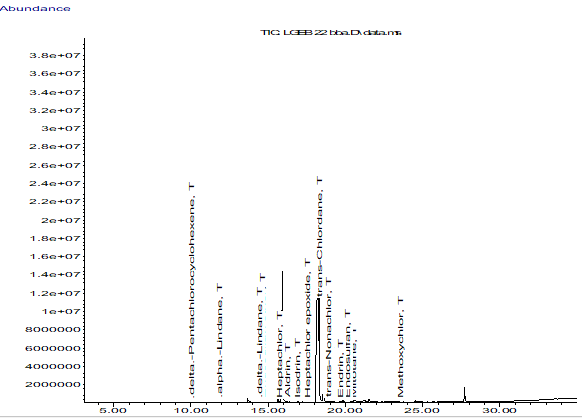 Abundance
TIC: LGEB22bba.D\data.ms
3.8e+07
3.6e+07
3.4e+07
3.2e+07
3e+07
2.8e+07
2.6e+07
2.4e+07
2.2e+07
2e+07
1.8e+07
1.6e+07
1.4e+07
1.2e+07
1e+07
8000000
6000000
4000000
2000000
.delta.-Pentachlorocyclohexene, T
.alpha.-Lindane, T
.delta.-Lindane, T
T
Heptachlor, T
Aldrin, T
Isodrin, T
Heptachlor epoxide, T
trans-Chlordane, T
trans-Nonachlor, T
Endrin, T
Endosulfan, T
Methoxychlor, T
5.00
10.00
15.00
20.00
25.00
30.00